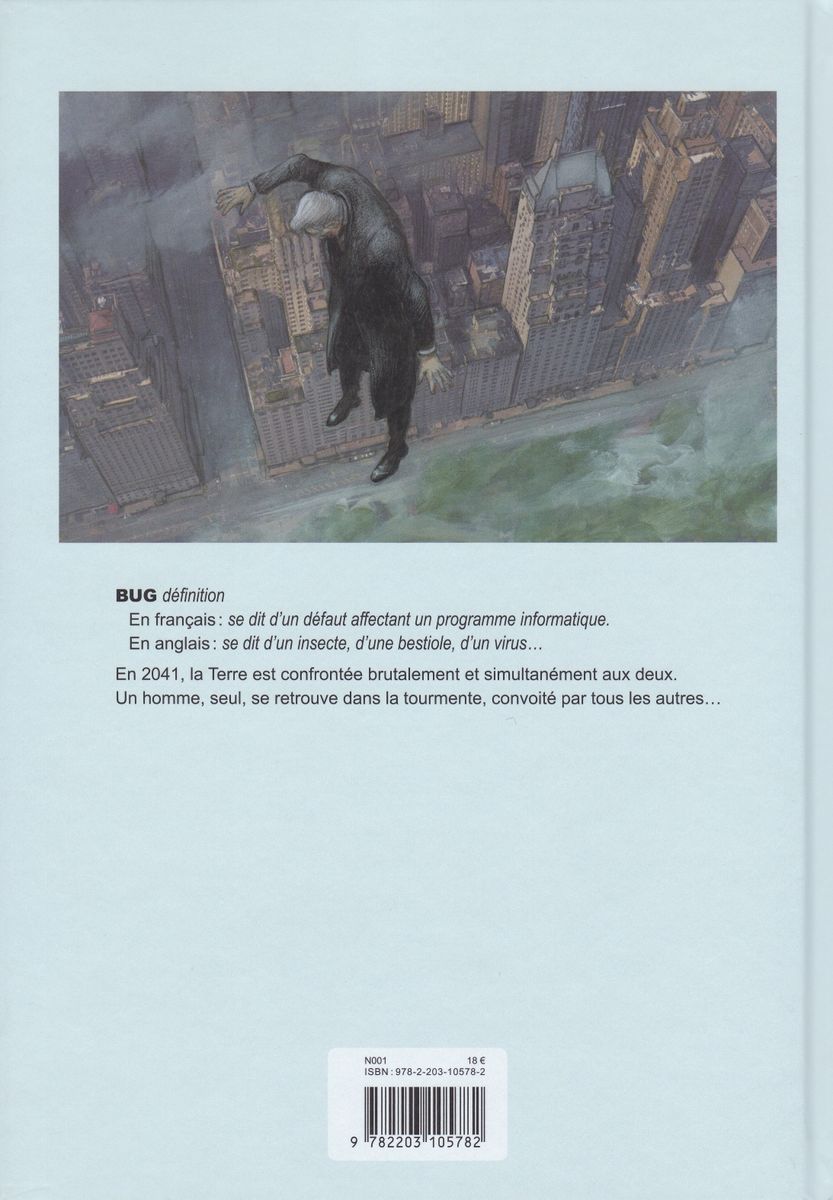 BUG définition
En français : se dit d'un défaut affectant un programme informatique.
En anglais : se dit d'un insecte, d'une bestiole, d'un virus…
En 2041, la Terre est confrontée brutalement et simultanément aux deux.
Un homme, seul, se retrouve dans la tourmente, convoité par tous les autres…
N001 18 €
ISBN : 978-2-203-10578-2
9 782203 105782